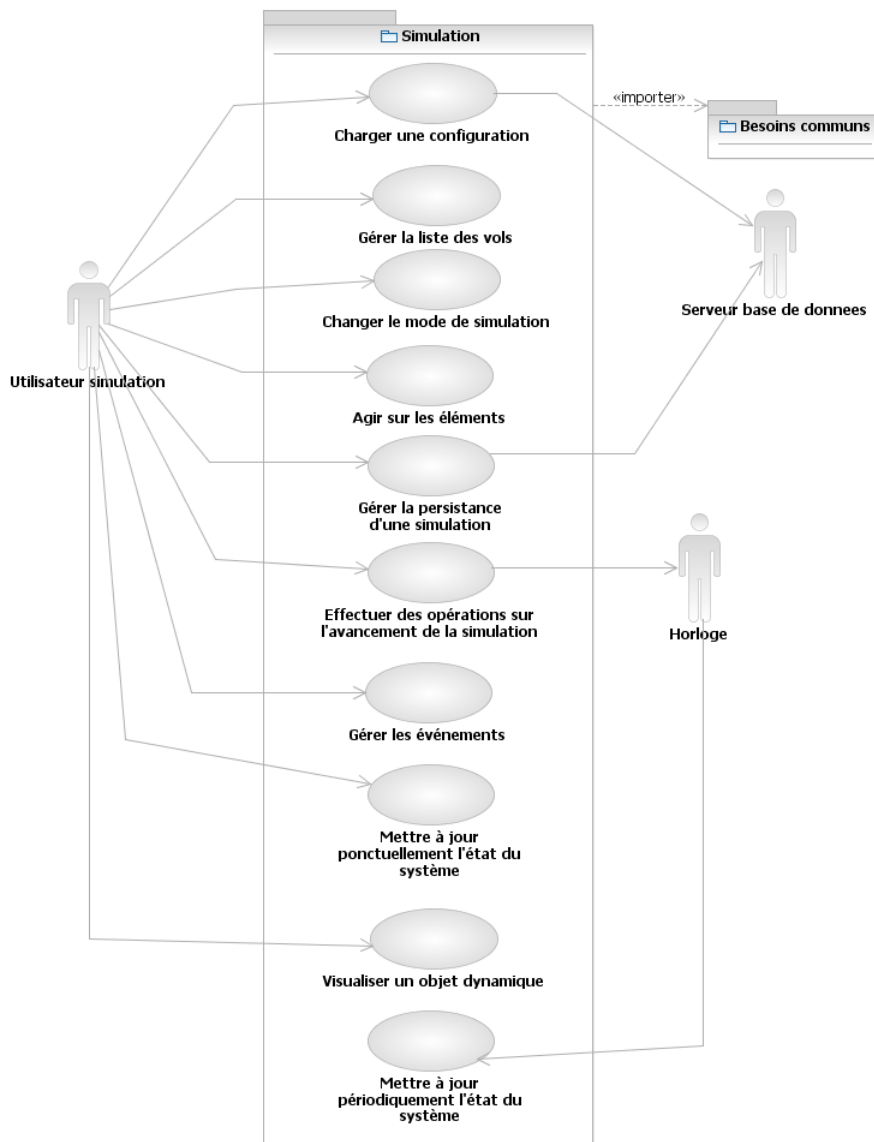 Simulation
«importer»
Besoins communs
Charger une configuration
Gérer la liste des vols
Serveur base de donnees
Changer le mode de simulation
Utilisateur simulation
Agir sur les éléments
Gérer la persistance
d'une simulation
Effectuer des opérations sur
l'avancement de la simulation
Horloge
Gérer les événements
Mettre à jour
ponctuellement l'état du
système
Visualiser un objet dynamique
Mettre à jour
périodiquement l'état du
système